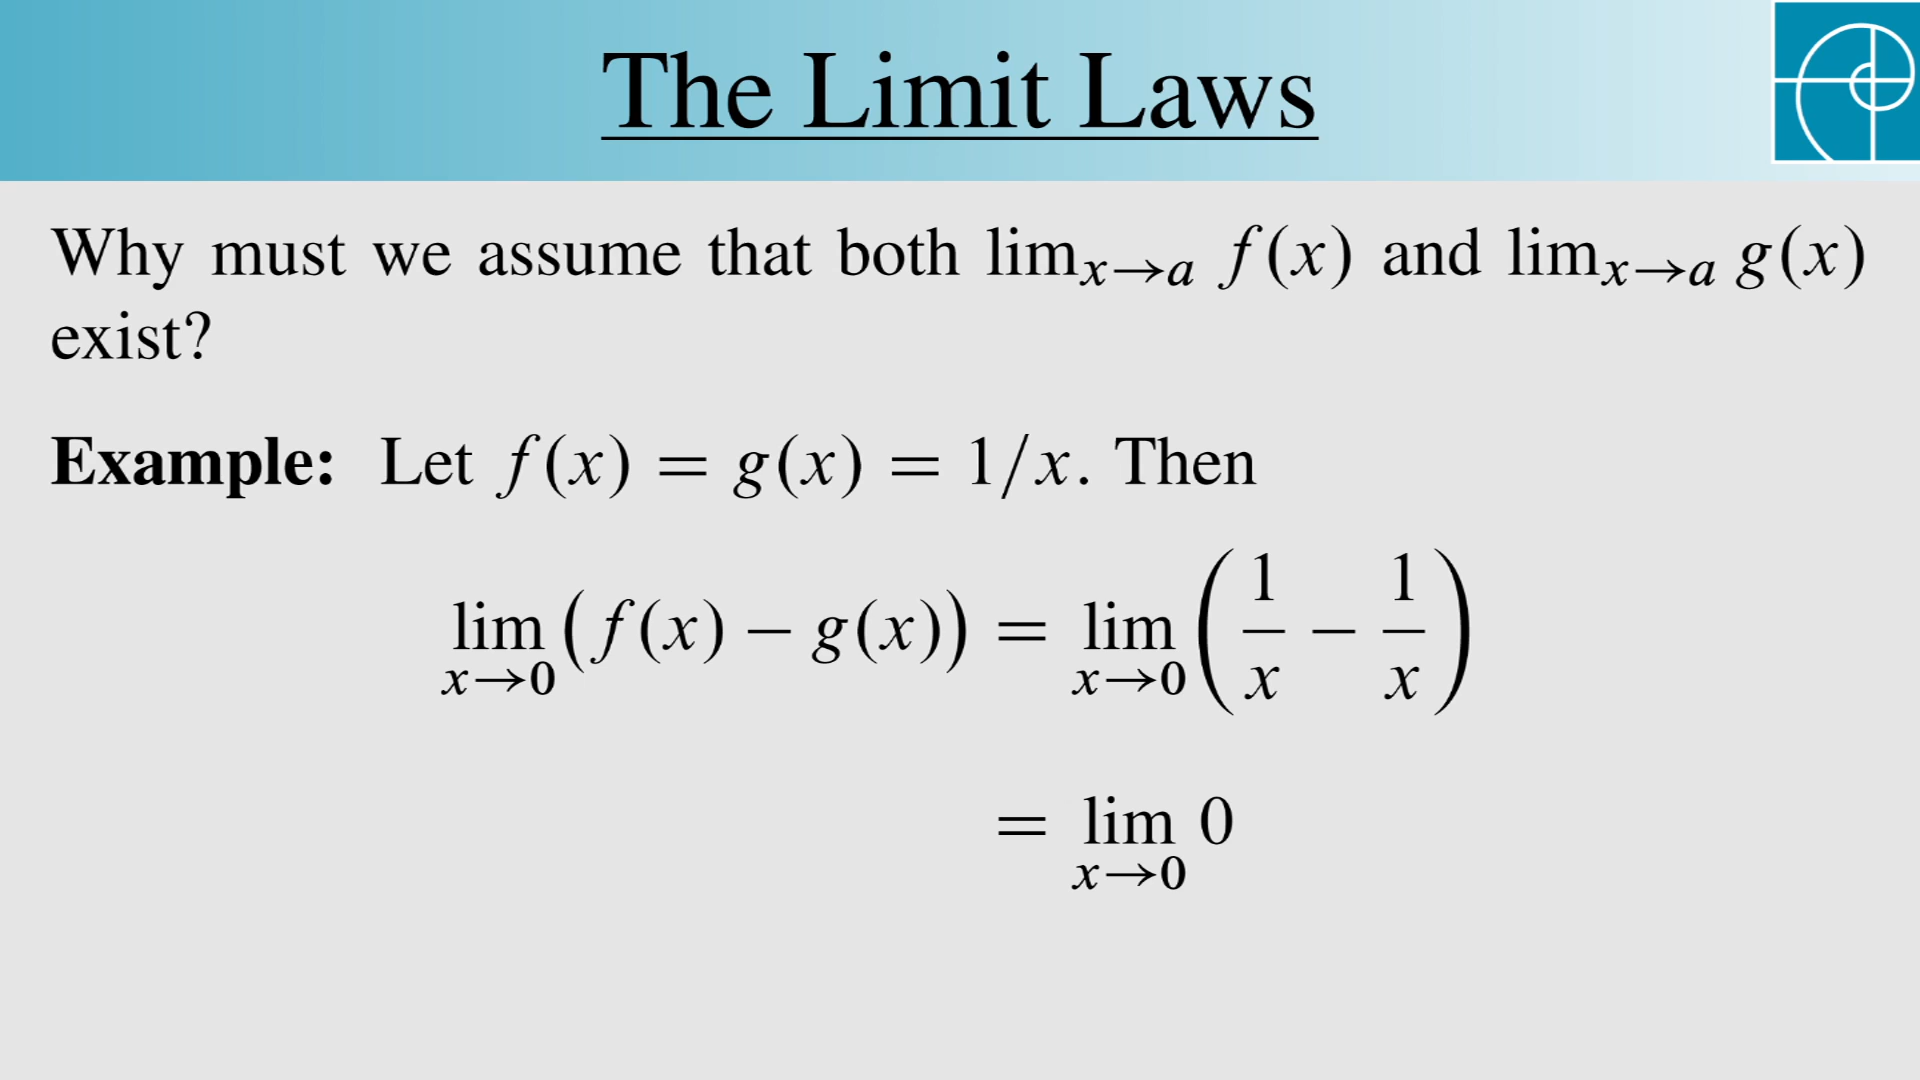 The Limit Laws
Why must we assume that both lim_{x→a} f(x) and lim_{x→a} g(x)
exist?
Example: Let f(x) = g(x) = 1/x. Then
lim_{x→0} (f(x) − g(x)) = lim_{x→0} (1/x − 1/x)
= lim_{x→0} 0